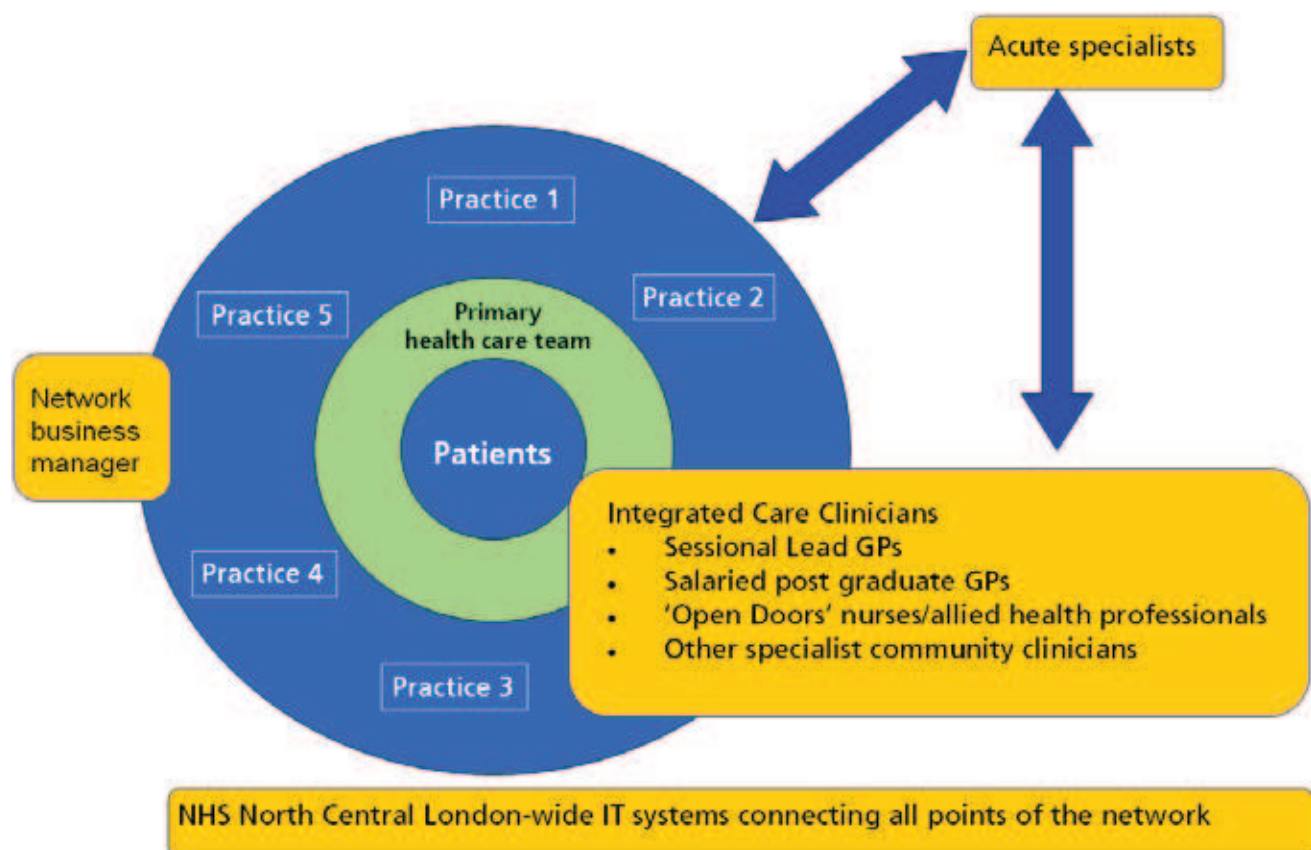 Acute specialists
Practice 1
Practice 2
Practice 5
Primary
health care team
Network
business
manager
Patients
Integrated Care Clinicians
• Sessional Lead GPs
• Salaried post graduate GPs
• 'Open Doors' nurses/allied health professionals
• Other specialist community clinicians
Practice 4
Practice 3
NHS North Central London-wide IT systems connecting all points of the network